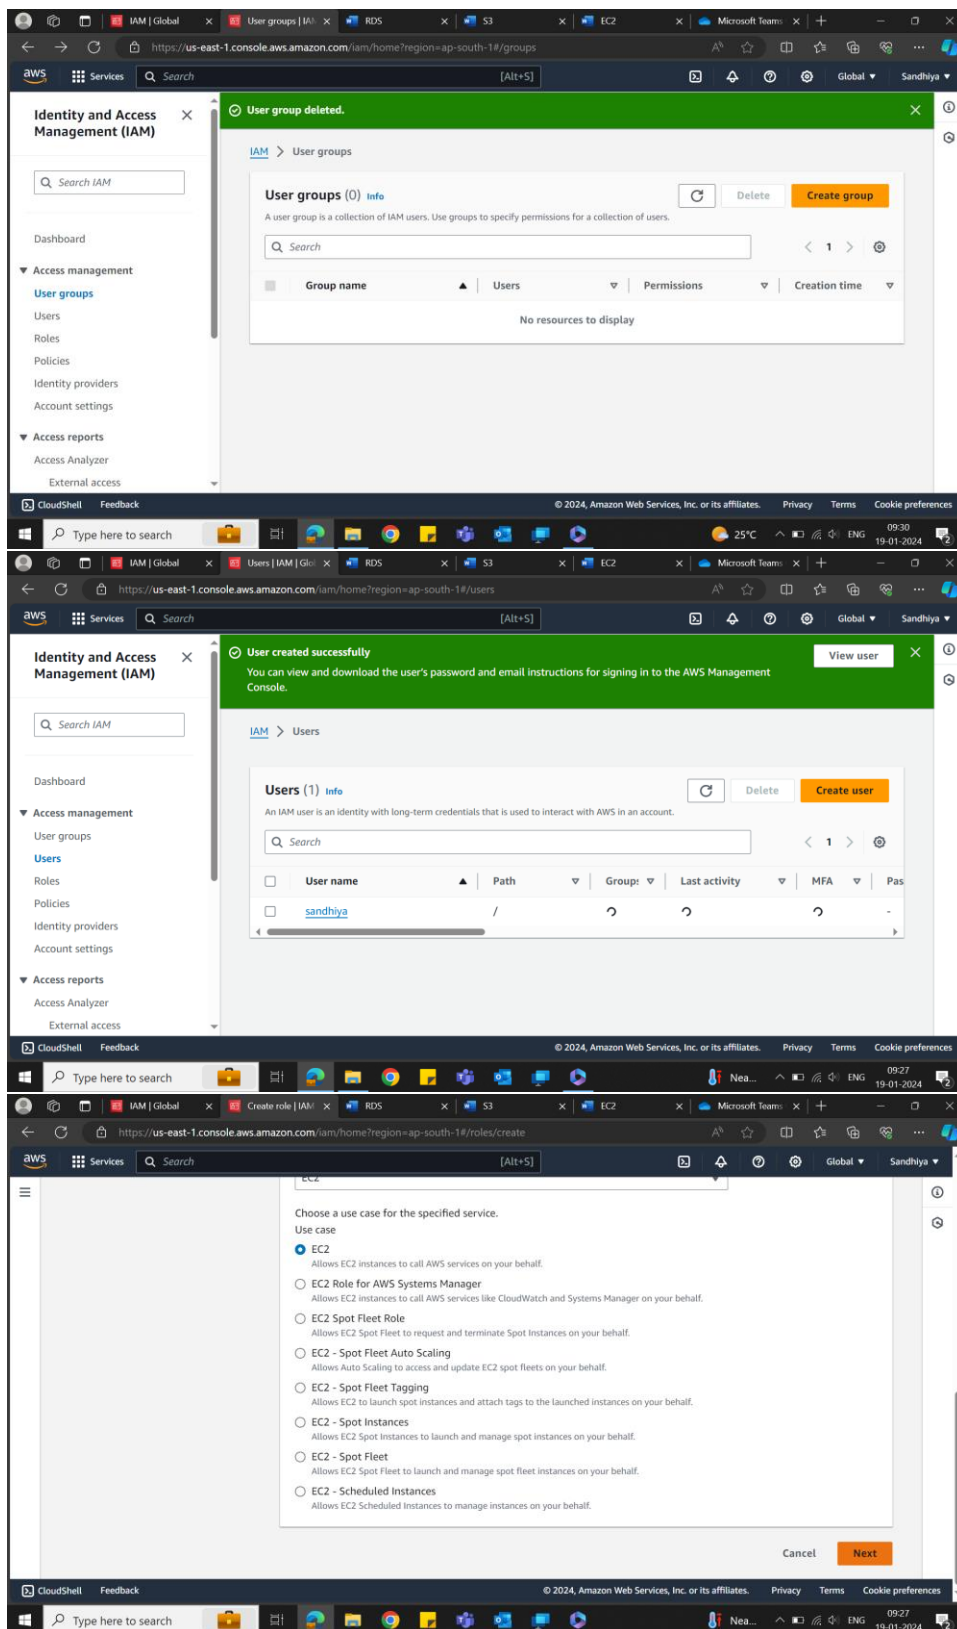 IAM | Global
User groups | IAM
RDS
S3
EC2
Microsoft Teams
https://us-east-1.console.aws.amazon.com/iam/home?region=ap-south-1#/groups
aws
Services
Search
[Alt+S]
Global
Sandhiya
Identity and Access
Management (IAM)
User group deleted.
IAM > User groups
Search IAM
User groups (0) Info
Delete
Create group
A user group is a collection of IAM users. Use groups to specify permissions for a collection of users.
Search
1
Dashboard
Access management
User groups
Users
Roles
Policies
Identity providers
Account settings
Access reports
Access Analyzer
External access
Group name
Users
Permissions
Creation time
No resources to display
CloudShell
Feedback
© 2024, Amazon Web Services, Inc. or its affiliates.
Privacy
Terms
Cookie preferences
Type here to search
25°C
ENG
09:30
19-01-2024
2
IAM | Global
Users | IAM | Glo
RDS
S3
EC2
Microsoft Teams
https://us-east-1.console.aws.amazon.com/iam/home?region=ap-south-1#/users
aws
Services
Search
[Alt+S]
Global
Sandhiya
Identity and Access
Management (IAM)
User created successfully
You can view and download the user's password and email instructions for signing in to the AWS Management
Console.
View user
Search IAM
IAM > Users
Users (1) Info
Delete
Create user
An IAM user is an identity with long-term credentials that is used to interact with AWS in an account.
Search
1
Dashboard
Access management
User groups
Users
Roles
Policies
Identity providers
Account settings
Access reports
Access Analyzer
External access
User name
Path
Group:
Last activity
MFA
Pas
sandhiya
/
-
CloudShell
Feedback
© 2024, Amazon Web Services, Inc. or its affiliates.
Privacy
Terms
Cookie preferences
Type here to search
Nea...
ENG
09:27
19-01-2024
2
IAM | Global
Create role | IAM
RDS
S3
EC2
Microsoft Teams
https://us-east-1.console.aws.amazon.com/iam/home?region=ap-south-1#/roles/create
aws
Services
Search
[Alt+S]
Global
Sandhiya
EC2
Choose a use case for the specified service.
Use case
EC2
Allows EC2 instances to call AWS services on your behalf.
EC2 Role for AWS Systems Manager
Allows EC2 instances to call AWS services like CloudWatch and Systems Manager on your behalf.
EC2 Spot Fleet Role
Allows EC2 Spot Fleet to request and terminate Spot Instances on your behalf.
EC2 - Spot Fleet Auto Scaling
Allows Auto Scaling to access and update EC2 spot fleets on your behalf.
EC2 - Spot Fleet Tagging
Allows EC2 to launch spot instances and attach tags to the launched instances on your behalf.
EC2 - Spot Instances
Allows EC2 Spot Instances to launch and manage spot instances on your behalf.
EC2 - Spot Fleet
Allows EC2 Spot Fleet to launch and manage spot fleet instances on your behalf.
EC2 - Scheduled Instances
Allows EC2 Scheduled Instances to manage instances on your behalf.
Cancel
Next
CloudShell
Feedback
© 2024, Amazon Web Services, Inc. or its affiliates.
Privacy
Terms
Cookie preferences
Type here to search
Nea...
ENG
09:27
19-01-2024
2